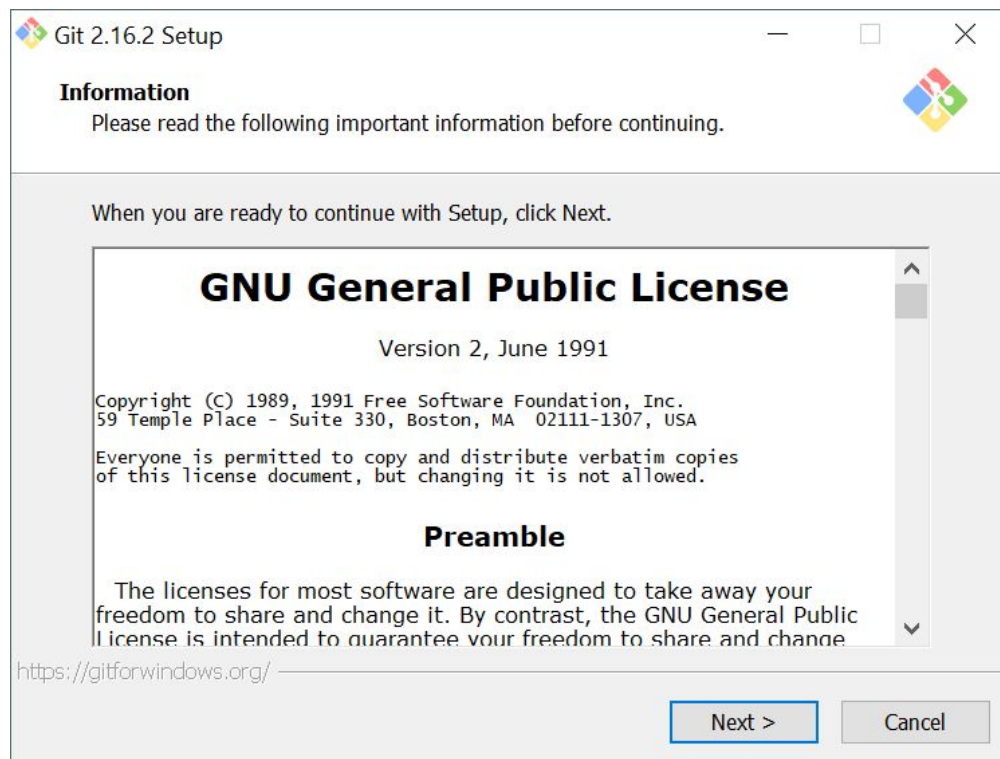 Git 2.16.2 Setup
Information
Please read the following important information before continuing.
When you are ready to continue with Setup, click Next.
GNU General Public License
Version 2, June 1991
Copyright (C) 1989, 1991 Free Software Foundation, Inc.
59 Temple Place - Suite 330, Boston, MA  02111-1307, USA
Everyone is permitted to copy and distribute verbatim copies
of this license document, but changing it is not allowed.
Preamble
The licenses for most software are designed to take away your
freedom to share and change it. By contrast, the GNU General Public
License is intended to guarantee your freedom to share and change
https://gitforwindows.org/
Next >
Cancel